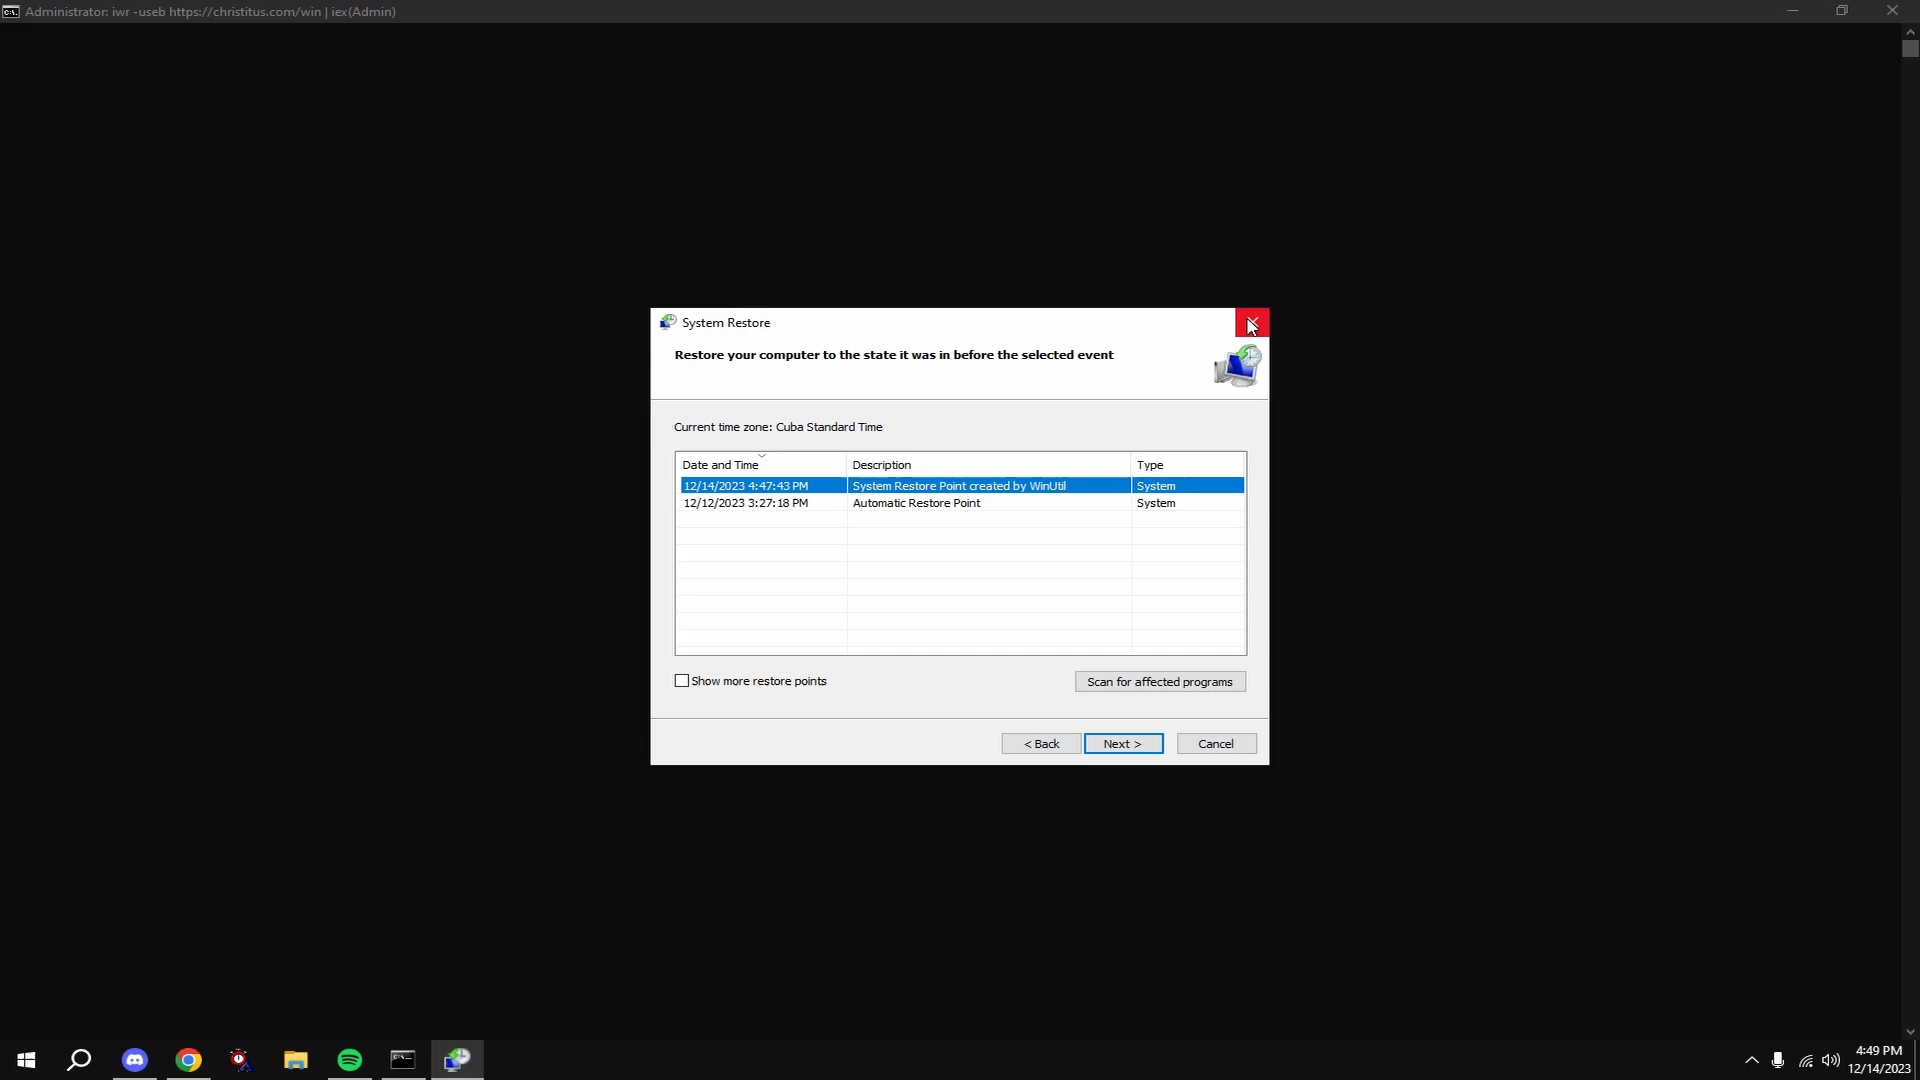 Administrator: iwr -useb https://christitus.com/win | iex(Admin)
System Restore
Restore your computer to the state it was in before the selected event
Current time zone: Cuba Standard Time
Date and Time Description Type
12/14/2023 4:47:43 PM System Restore Point created by WinUtil System
12/12/2023 3:27:18 PM Automatic Restore Point System
Show more restore points
Scan for affected programs
< Back Next > Cancel
4:49 PM
12/14/2023